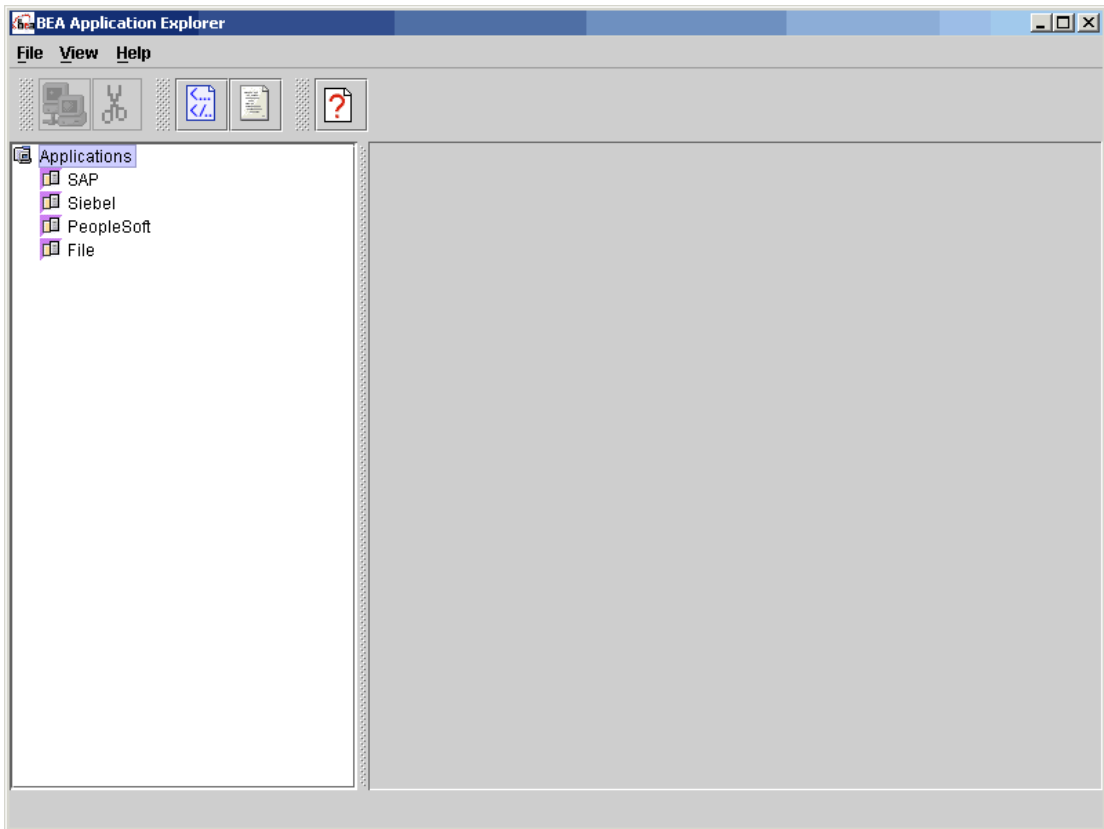 BEA Application Explorer
File View Help
Applications
SAP
Siebel
PeopleSoft
File